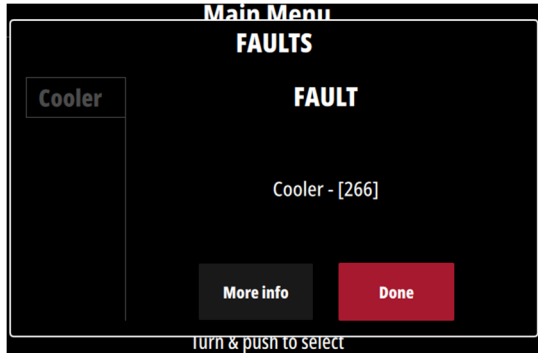 Main Menu
FAULTS
Cooler
FAULT
Cooler - [266]
More info
Done
Turn & push to select